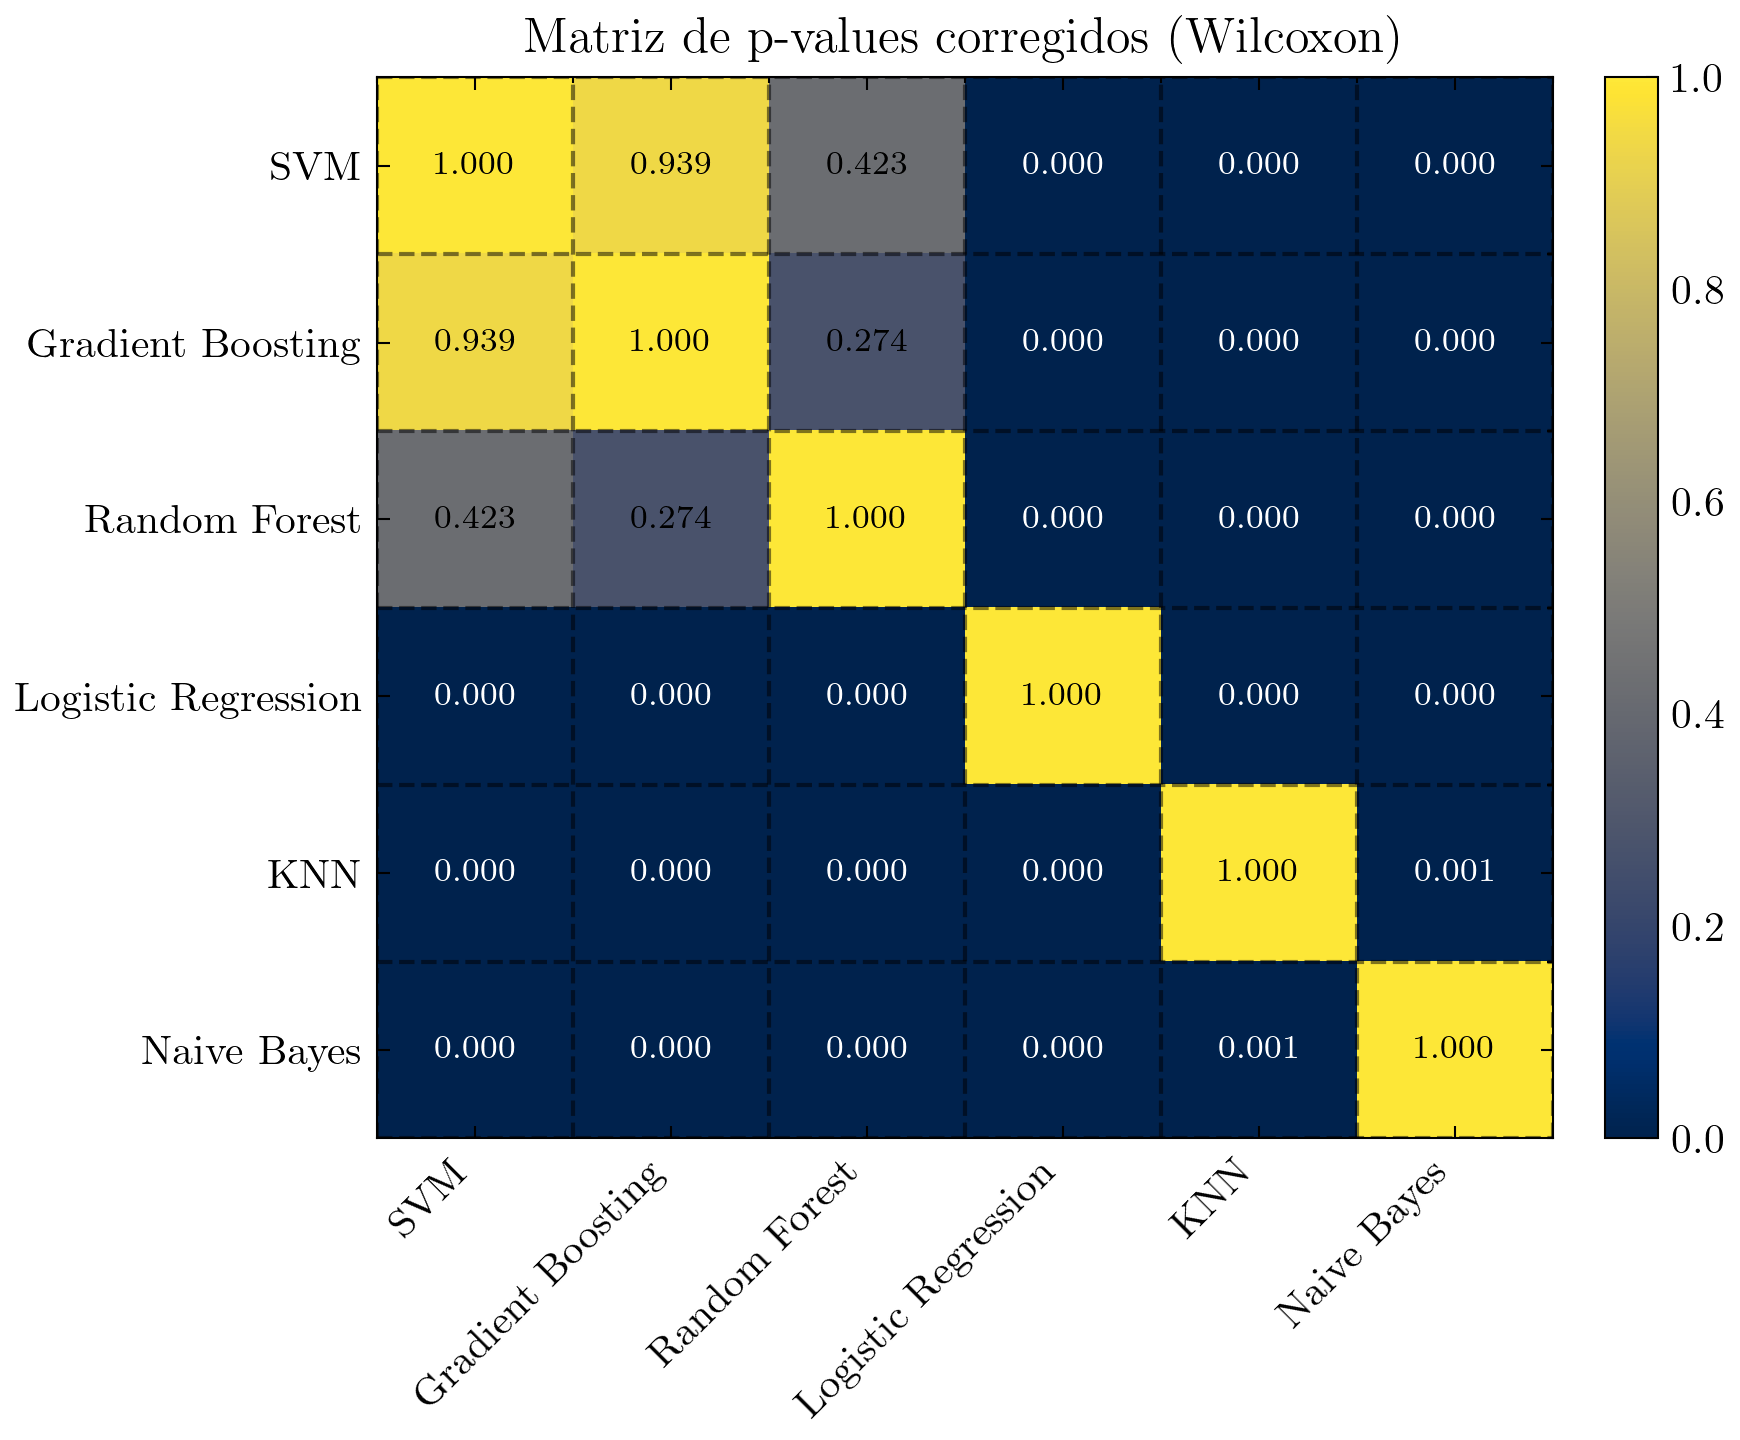 Matriz de p-values corregidos (Wilcoxon)
SVM 1.000 0.939 0.423 0.000 0.000 0.000
Gradient Boosting 0.939 1.000 0.274 0.000 0.000 0.000
Random Forest 0.423 0.274 1.000 0.000 0.000 0.000
Logistic Regression 0.000 0.000 0.000 1.000 0.000 0.000
KNN 0.000 0.000 0.000 0.000 1.000 0.001
Naive Bayes 0.000 0.000 0.000 0.000 0.001 1.000
SVM
Gradient Boosting
Random Forest
Logistic Regression
KNN
Naive Bayes
1.0
0.8
0.6
0.4
0.2
0.0